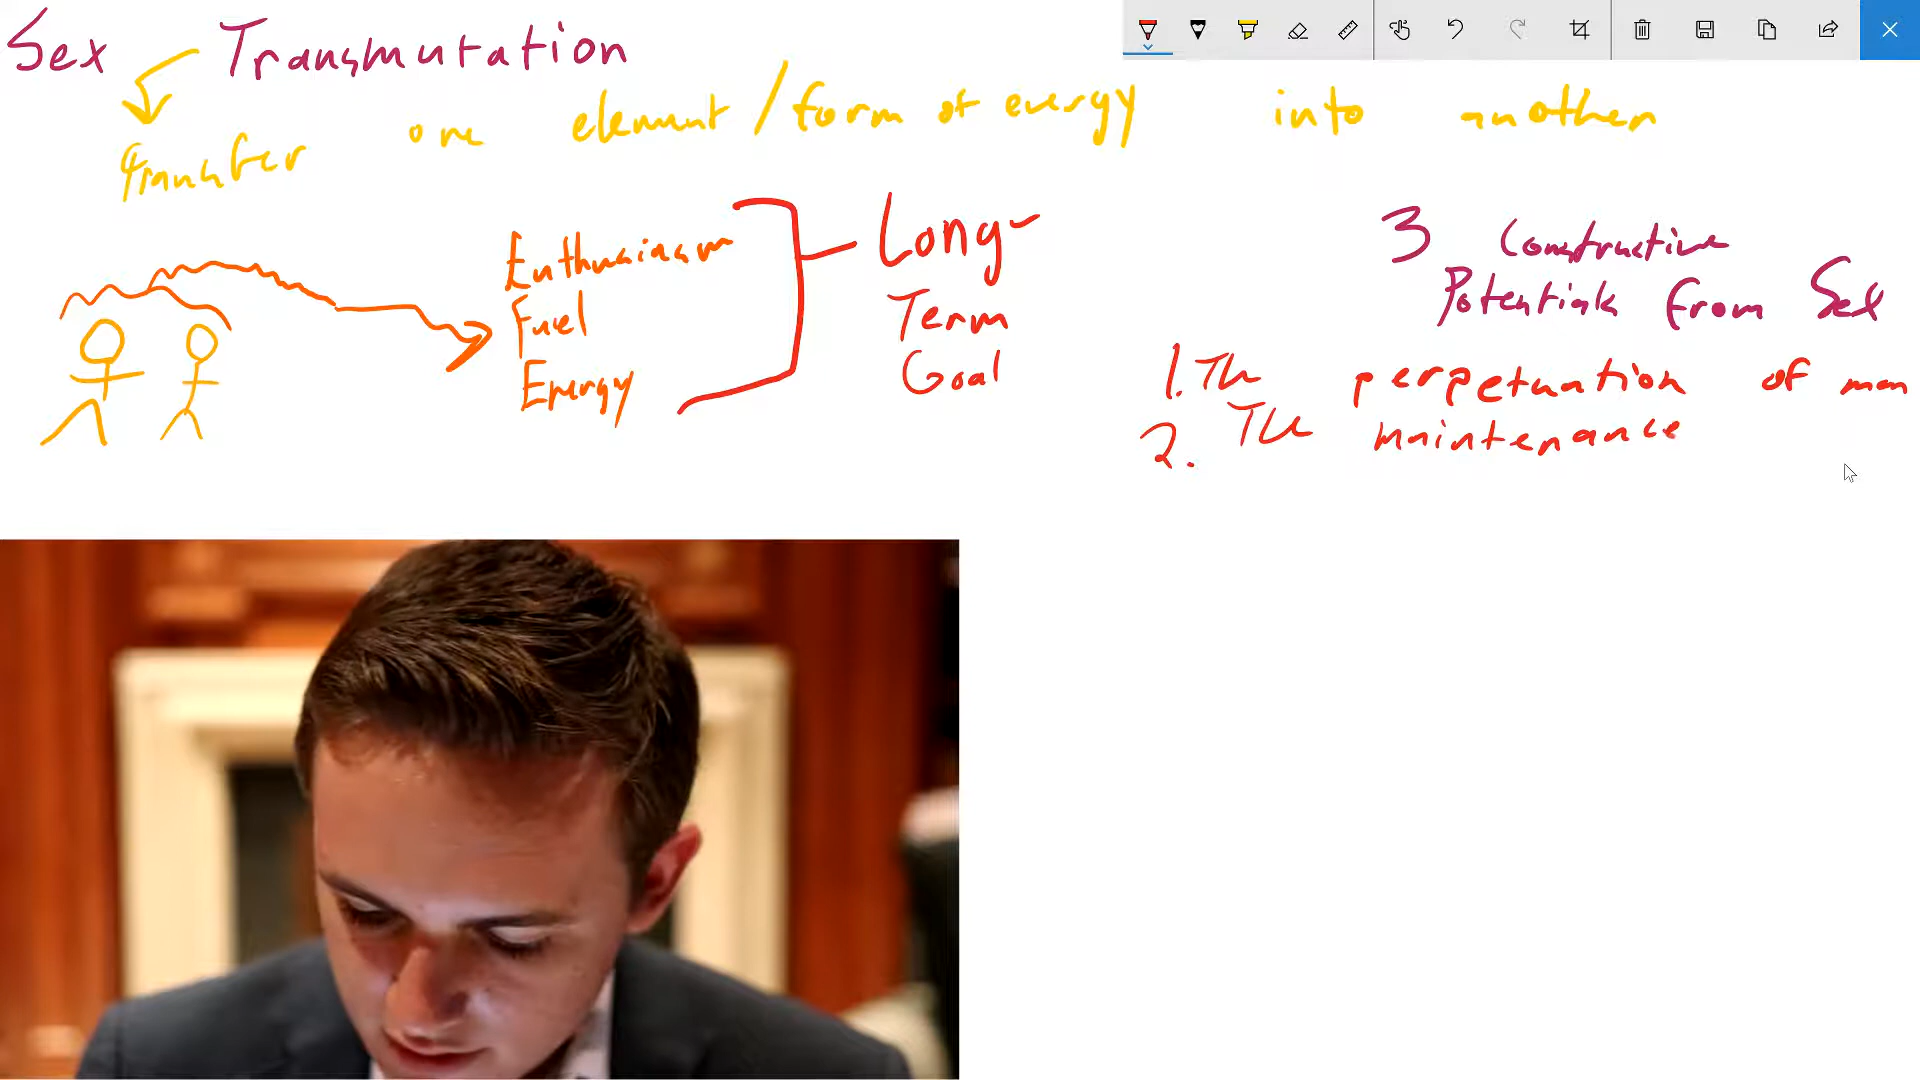 Sex Transmutation
transfer one element/form of energy into another
Enthusiasm
Fuel
Energy
Long-
Term
Goal
3 Constructive
Potentials from Sex
1. The perpetuation of man
2. The maintenance